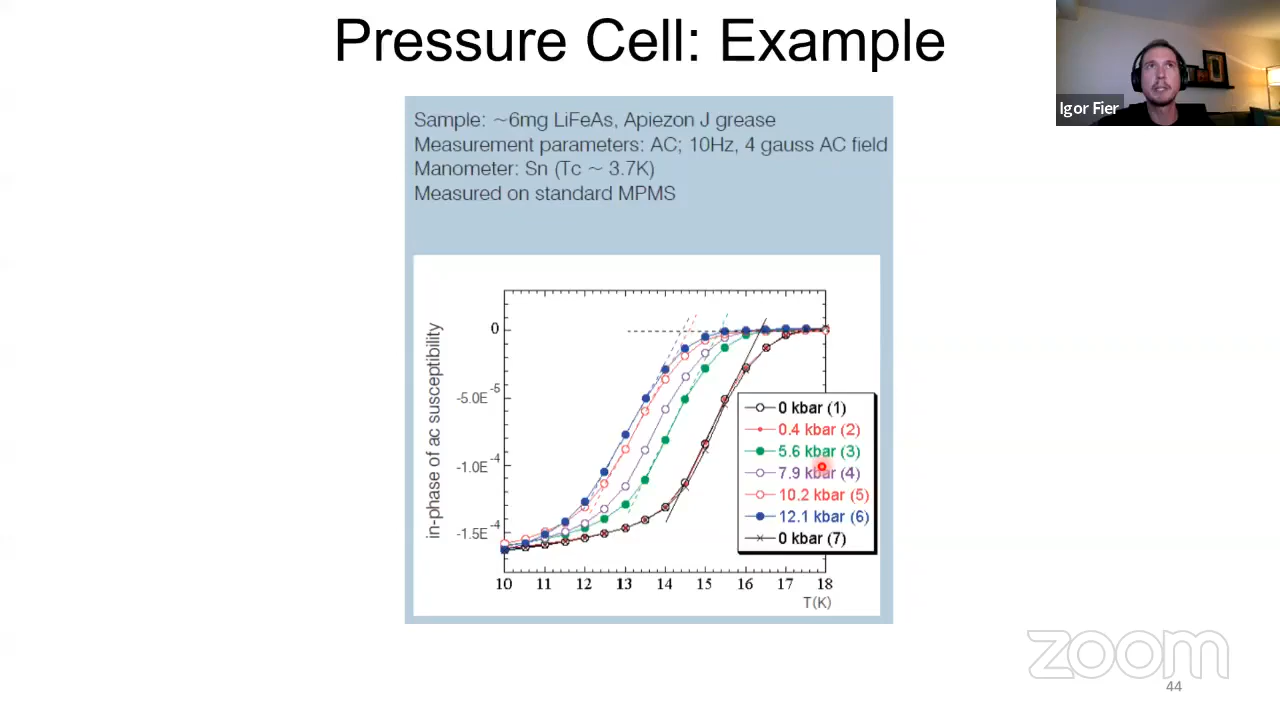 Pressure Cell: Example
Igor Fier
Sample: ~6mg LiFeAs, Apiezon J grease
Measurement parameters: AC; 10Hz, 4 gauss AC field
Manometer: Sn (Tc ~ 3.7K)
Measured on standard MPMS
in-phase of ac susceptibility
0
-5.0E-5
-1.0E-4
-1.5E-4
10 11 12 13 14 15 16 17 18
T(K)
0 kbar (1)
0.4 kbar (2)
5.6 kbar (3)
7.9 kbar (4)
10.2 kbar (5)
12.1 kbar (6)
0 kbar (7)
zoom
44